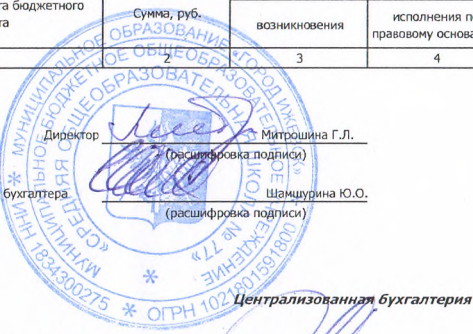 та бюджетного
та
Сумма, руб.
возникновения
исполнения по
правовому основа
2
3
4
Директор Митрошина Г.Л.
(расшифровка подписи)
бухгалтера Шамшурина Ю.О.
(расшифровка подписи)
МУНИЦИПАЛЬНОЕ ОБРАЗОВАНИЕ «ГОРОД ИЖЕВСК»
ИНН 1834300275 * ОГРН 1021801591800 *
МУНИЦИПАЛЬНОЕ БЮДЖЕТНОЕ ОБЩЕОБРАЗОВАТЕЛЬНОЕ УЧРЕЖДЕНИЕ
«СРЕДНЯЯ ОБЩЕОБРАЗОВАТЕЛЬНАЯ ШКОЛА № 77»
Централизованная бухгалтерия